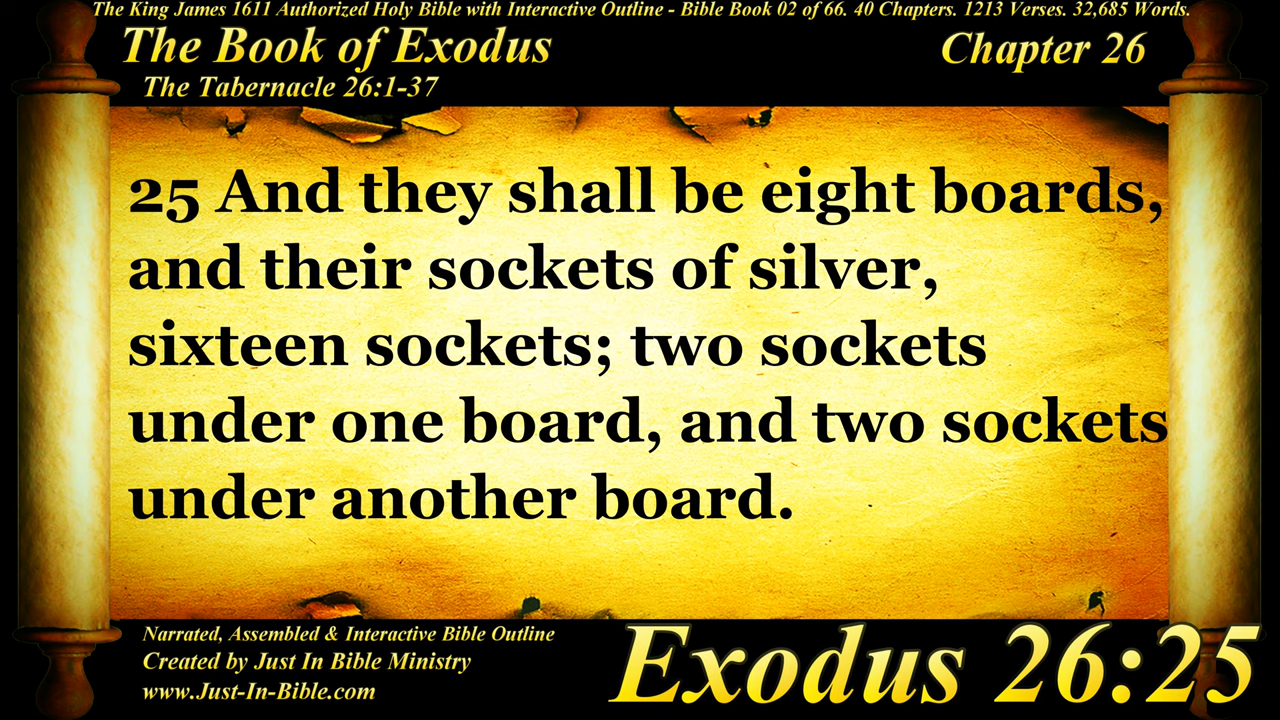 The King James 1611 Authorized Holy Bible with Interactive Outline - Bible Book 02 of 66. 40 Chapters. 1213 Verses. 32,685 Words.
The Book of Exodus
Chapter 26
The Tabernacle 26:1-37
25 And they shall be eight boards,
and their sockets of silver,
sixteen sockets; two sockets
under one board, and two sockets
under another board.
Narrated, Assembled & Interactive Bible Outline
Created by Just In Bible Ministry
www.Just-In-Bible.com
Exodus 26:25